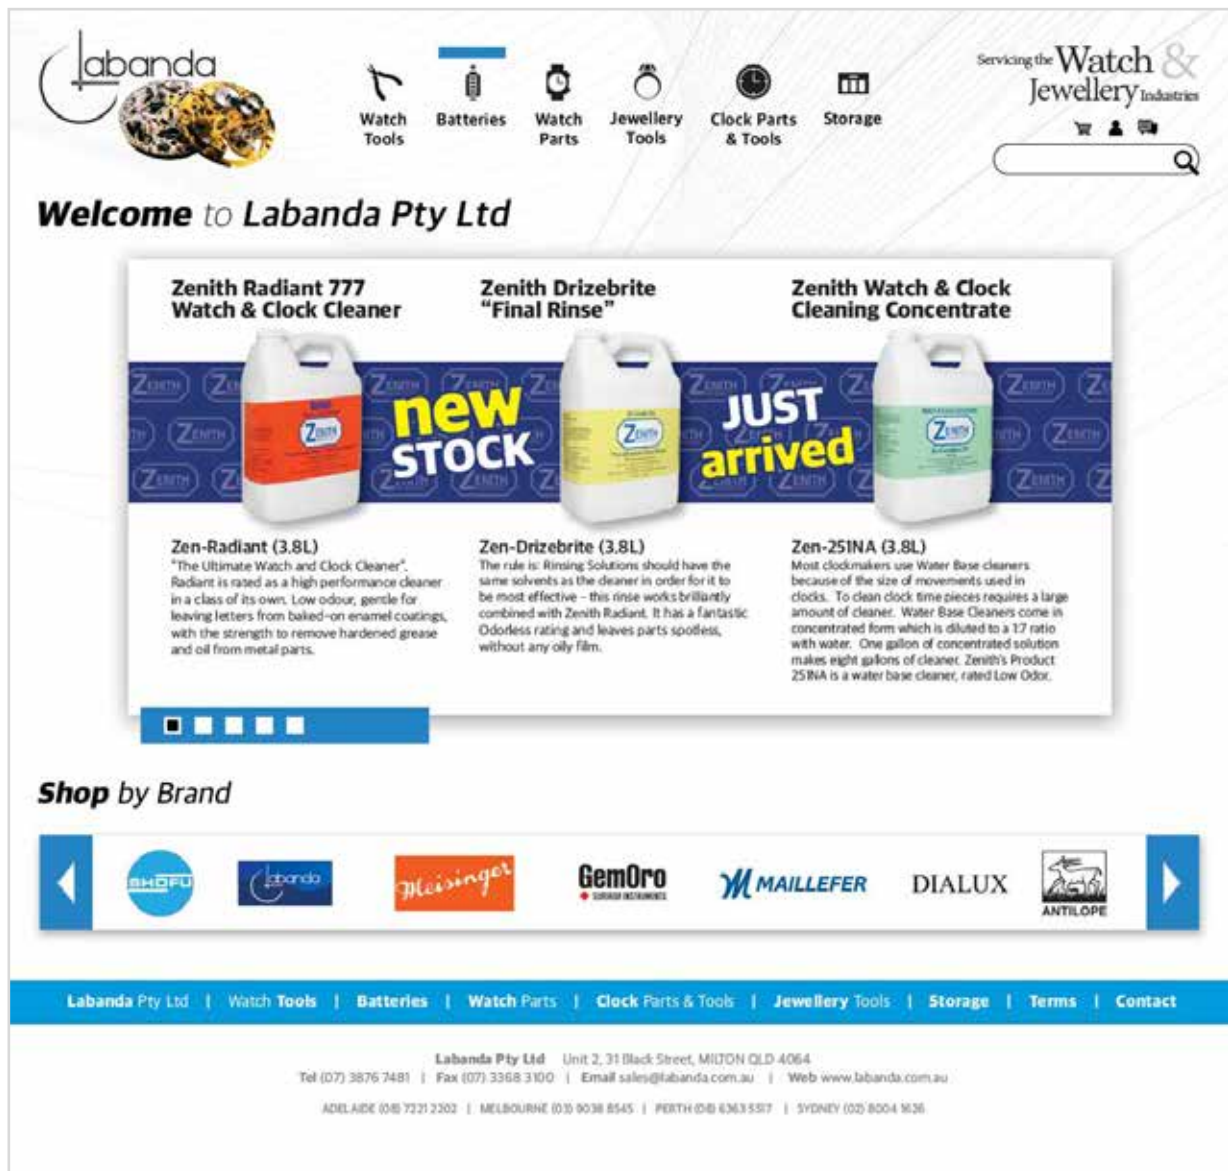 Labanda
Watch
Tools
Batteries
Watch
Parts
Jewellery
Tools
Clock Parts
& Tools
Storage
Servicing the Watch &
Jewellery Industries
Welcome to Labanda Pty Ltd
Zenith Radiant 777
Watch & Clock Cleaner
Zenith Drizebrite
“Final Rinse”
Zenith Watch & Clock
Cleaning Concentrate
ZENITH
new
STOCK
ZENITH
JUST
arrived
ZENITH
Zen-Radiant (3.8L)
"The Ultimate Watch and Clock Cleaner".
Radiant is rated as a high performance cleaner
in a class of its own. Low odour, gentle for
leaving letters from baked-on enamel coatings,
with the strength to remove hardened grease
and oil from metal parts.
Zen-Drizebrite (3.8L)
The rule is: Rinsing Solutions should have the
same solvents as the cleaner in order for it to
be most effective – this rinse works brilliantly
combined with Zenith Radiant. It has a fantastic
Odorless rating and leaves parts spotless,
without any oily film.
Zen-251NA (3.8L)
Most clockmakers use Water Base cleaners
because of the size of movements used in
clocks. To clean clock time pieces requires a large
amount of cleaner. Water Base Cleaners come in
concentrated form which is diluted to a 1:7 ratio
with water. One gallon of concentrated solution
makes eight gallons of cleaner. Zenith's Product
251NA is a water base cleaner, rated Low Odor.
Shop by Brand
SHOFU
Labanda
Meisinger
GemOro
SUPERIOR INSTRUMENTS
M MAILLEFER
DIALUX
ANTILOPE
Labanda Pty Ltd | Watch Tools | Batteries | Watch Parts | Clock Parts & Tools | Jewellery Tools | Storage | Terms | Contact
Labanda Pty Ltd Unit 2, 31 Black Street, MILTON QLD 4064
Tel (07) 3876 7481 | Fax (07) 3368 3100 | Email sales@labanda.com.au | Web www.labanda.com.au
ADELAIDE (08) 7221 2202 | MELBOURNE (03) 9038 8545 | PERTH (08) 6363 5517 | SYDNEY (02) 8004 1636